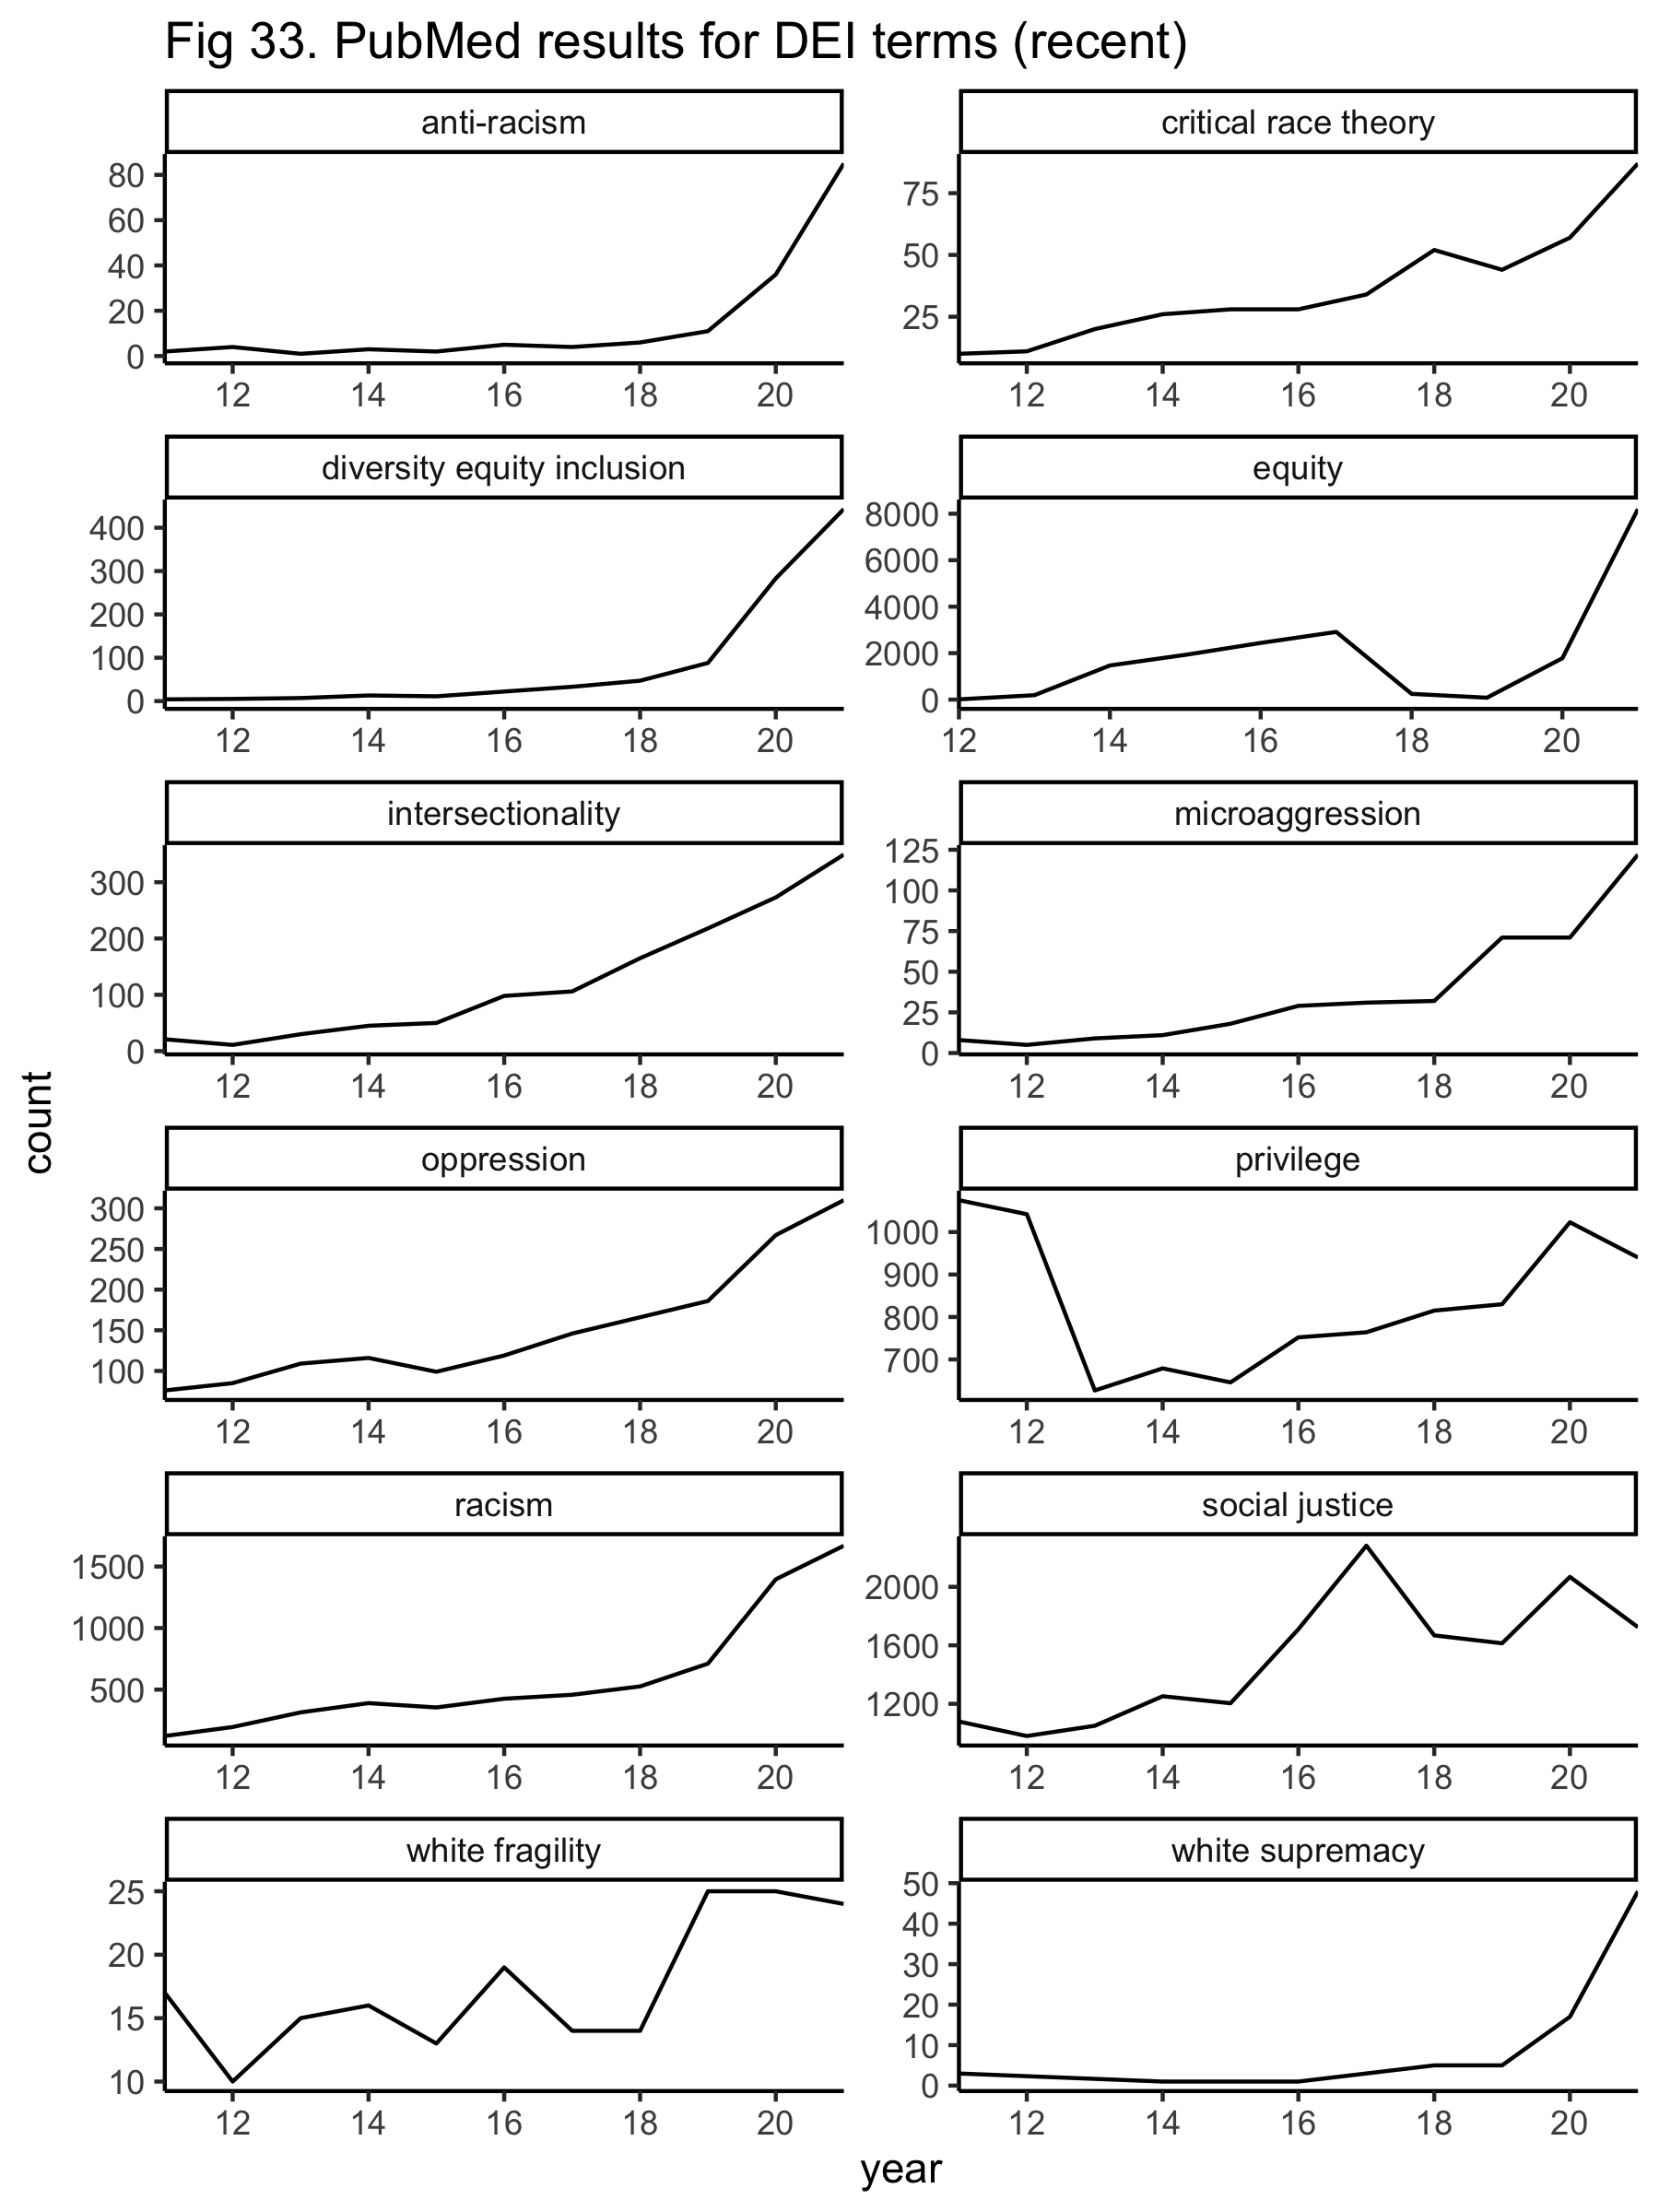 Fig 33. PubMed results for DEI terms (recent)
anti-racism
80
60
40
20
0
12 14 16 18 20
critical race theory
75
50
25
12 14 16 18 20
diversity equity inclusion
400
300
200
100
0
12 14 16 18 20
equity
8000
6000
4000
2000
0
12 14 16 18 20
intersectionality
300
200
100
0
12 14 16 18 20
microaggression
125
100
75
50
25
0
12 14 16 18 20
count
oppression
300
250
200
150
100
12 14 16 18 20
privilege
1000
900
800
700
12 14 16 18 20
racism
1500
1000
500
12 14 16 18 20
social justice
2000
1600
1200
12 14 16 18 20
white fragility
25
20
15
10
12 14 16 18 20
white supremacy
50
40
30
20
10
0
12 14 16 18 20
year